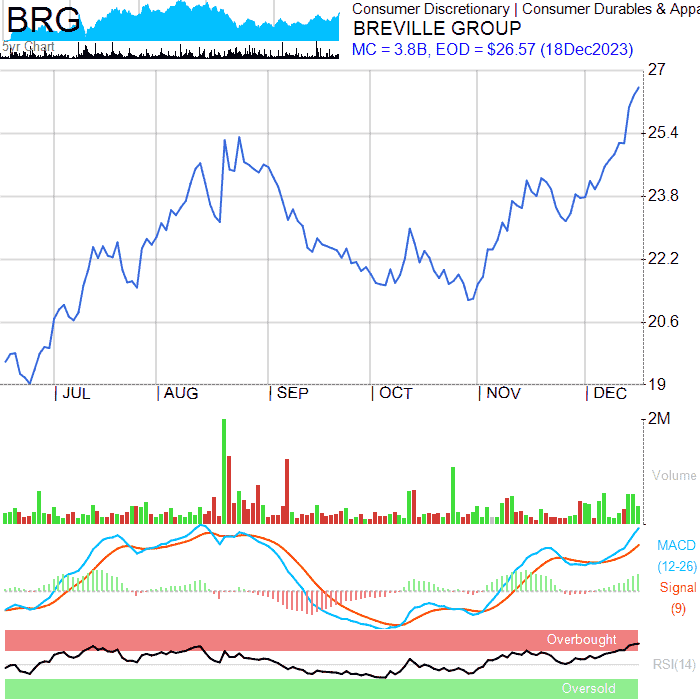 BRG
5yr Chart
Consumer Discretionary | Consumer Durables & Appa
BREVILLE GROUP
MC = 3.8B, EOD = $26.57 (18Dec2023)
27
25.4
23.8
22.2
20.6
19
JUL AUG SEP OCT NOV DEC
2M
Volume
MACD
(12-26)
Signal
(9)
Overbought
RSI(14)
Oversold